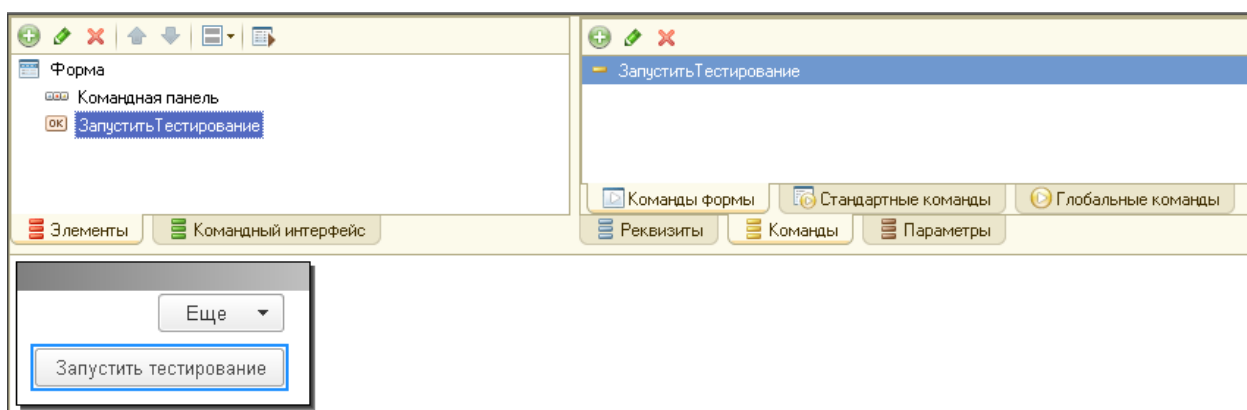 Форма
Командная панель
OK ЗапуститьТестирование
Элементы Командный интерфейс
ЗапуститьТестирование
Команды формы Стандартные команды Глобальные команды
Реквизиты Команды Параметры
Еще
Запустить тестирование